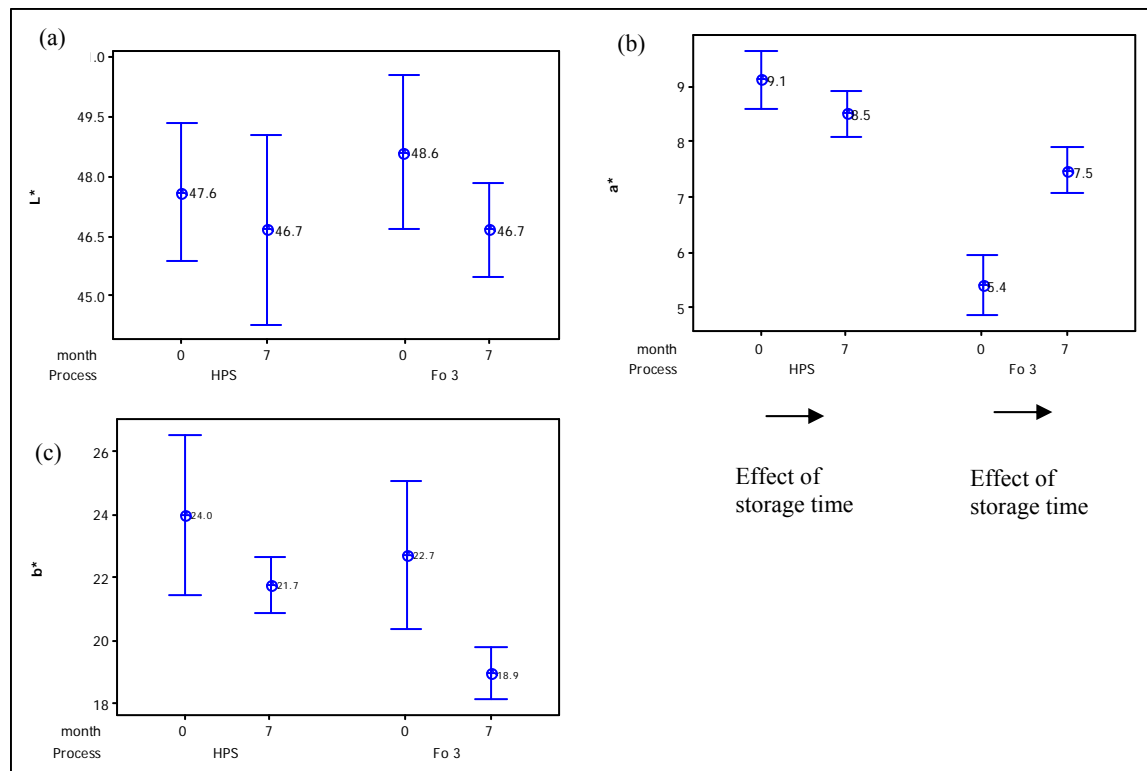 (a)
.0
49.5
48.0
46.5
45.0
L*
47.6
46.7
48.6
46.7
month 0 7 0 7
Process HPS Fo 3
(b)
9
8
7
6
5
a*
9.1
8.5
5.4
7.5
month 0 7 0 7
Process HPS Fo 3
Effect of
storage time
Effect of
storage time
(c)
26
24
22
20
18
b*
24.0
21.7
22.7
18.9
month 0 7 0 7
Process HPS Fo 3